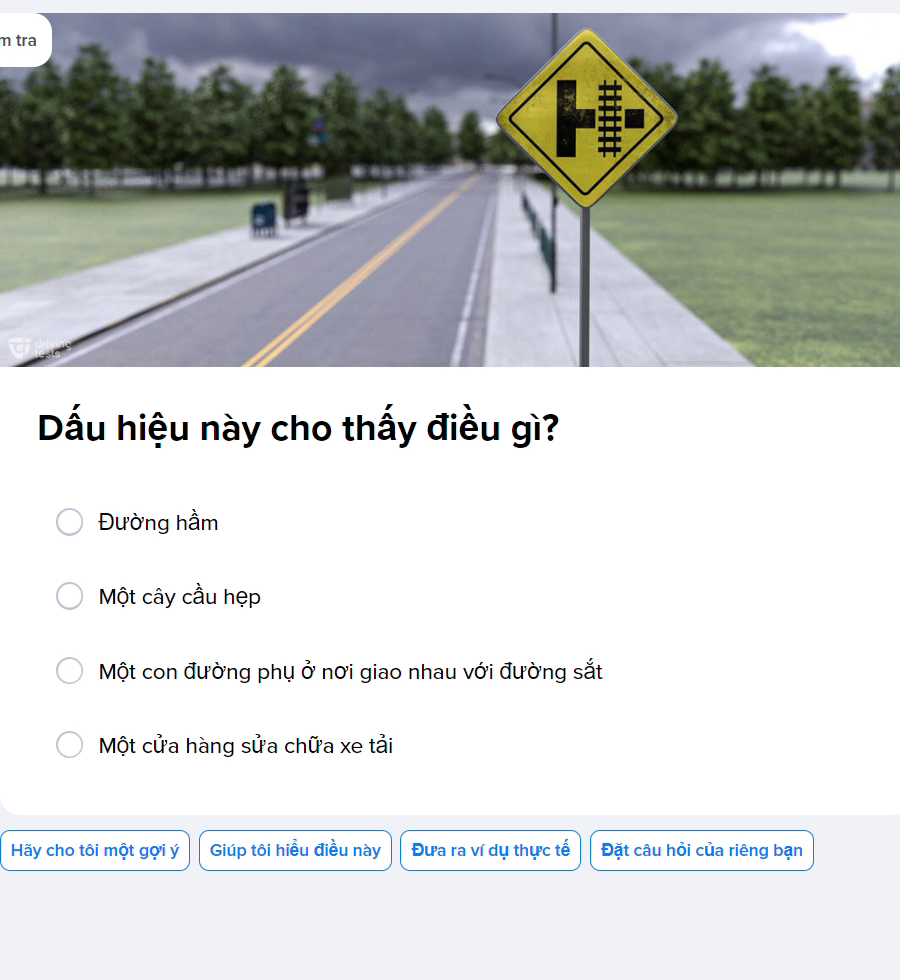 m tra
driving
tests
Dấu hiệu này cho thấy điều gì?
Đường hầm
Một cây cầu hẹp
Một con đường phụ ở nơi giao nhau với đường sắt
Một cửa hàng sửa chữa xe tải
Hãy cho tôi một gợi ý
Giúp tôi hiểu điều này
Đưa ra ví dụ thực tế
Đặt câu hỏi của riêng bạn